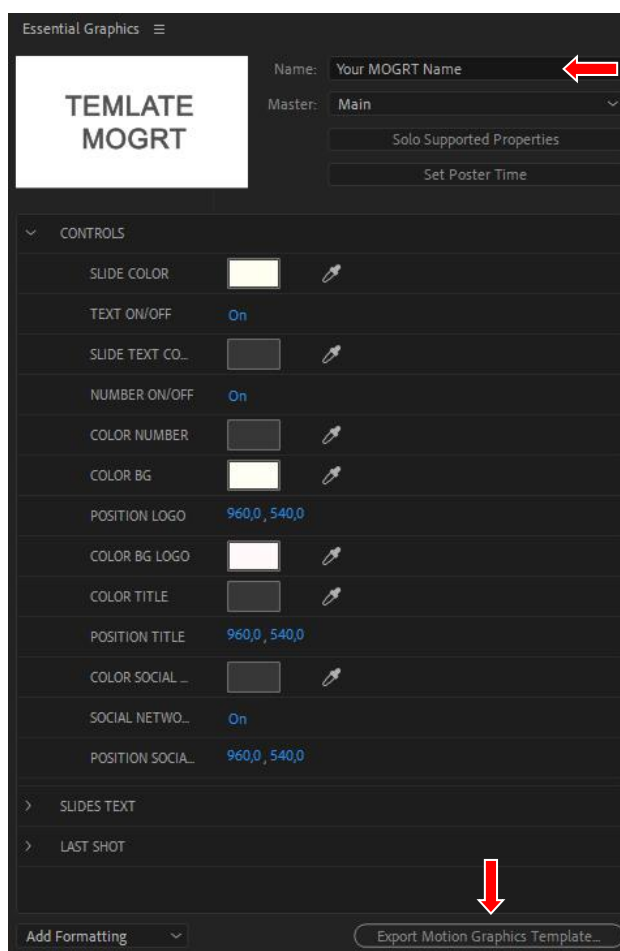 Essential Graphics
TEMLATE
MOGRT
Name: Your MOGRT Name
Master: Main
Solo Supported Properties
Set Poster Time
CONTROLS
SLIDE COLOR
TEXT ON/OFF On
SLIDE TEXT CO...
NUMBER ON/OFF On
COLOR NUMBER
COLOR BG
POSITION LOGO 960,0 , 540,0
COLOR BG LOGO
COLOR TITLE
POSITION TITLE 960,0 , 540,0
COLOR SOCIAL ...
SOCIAL NETWO... On
POSITION SOCIA... 960,0 , 540,0
SLIDES TEXT
LAST SHOT
Add Formatting Export Motion Graphics Template...